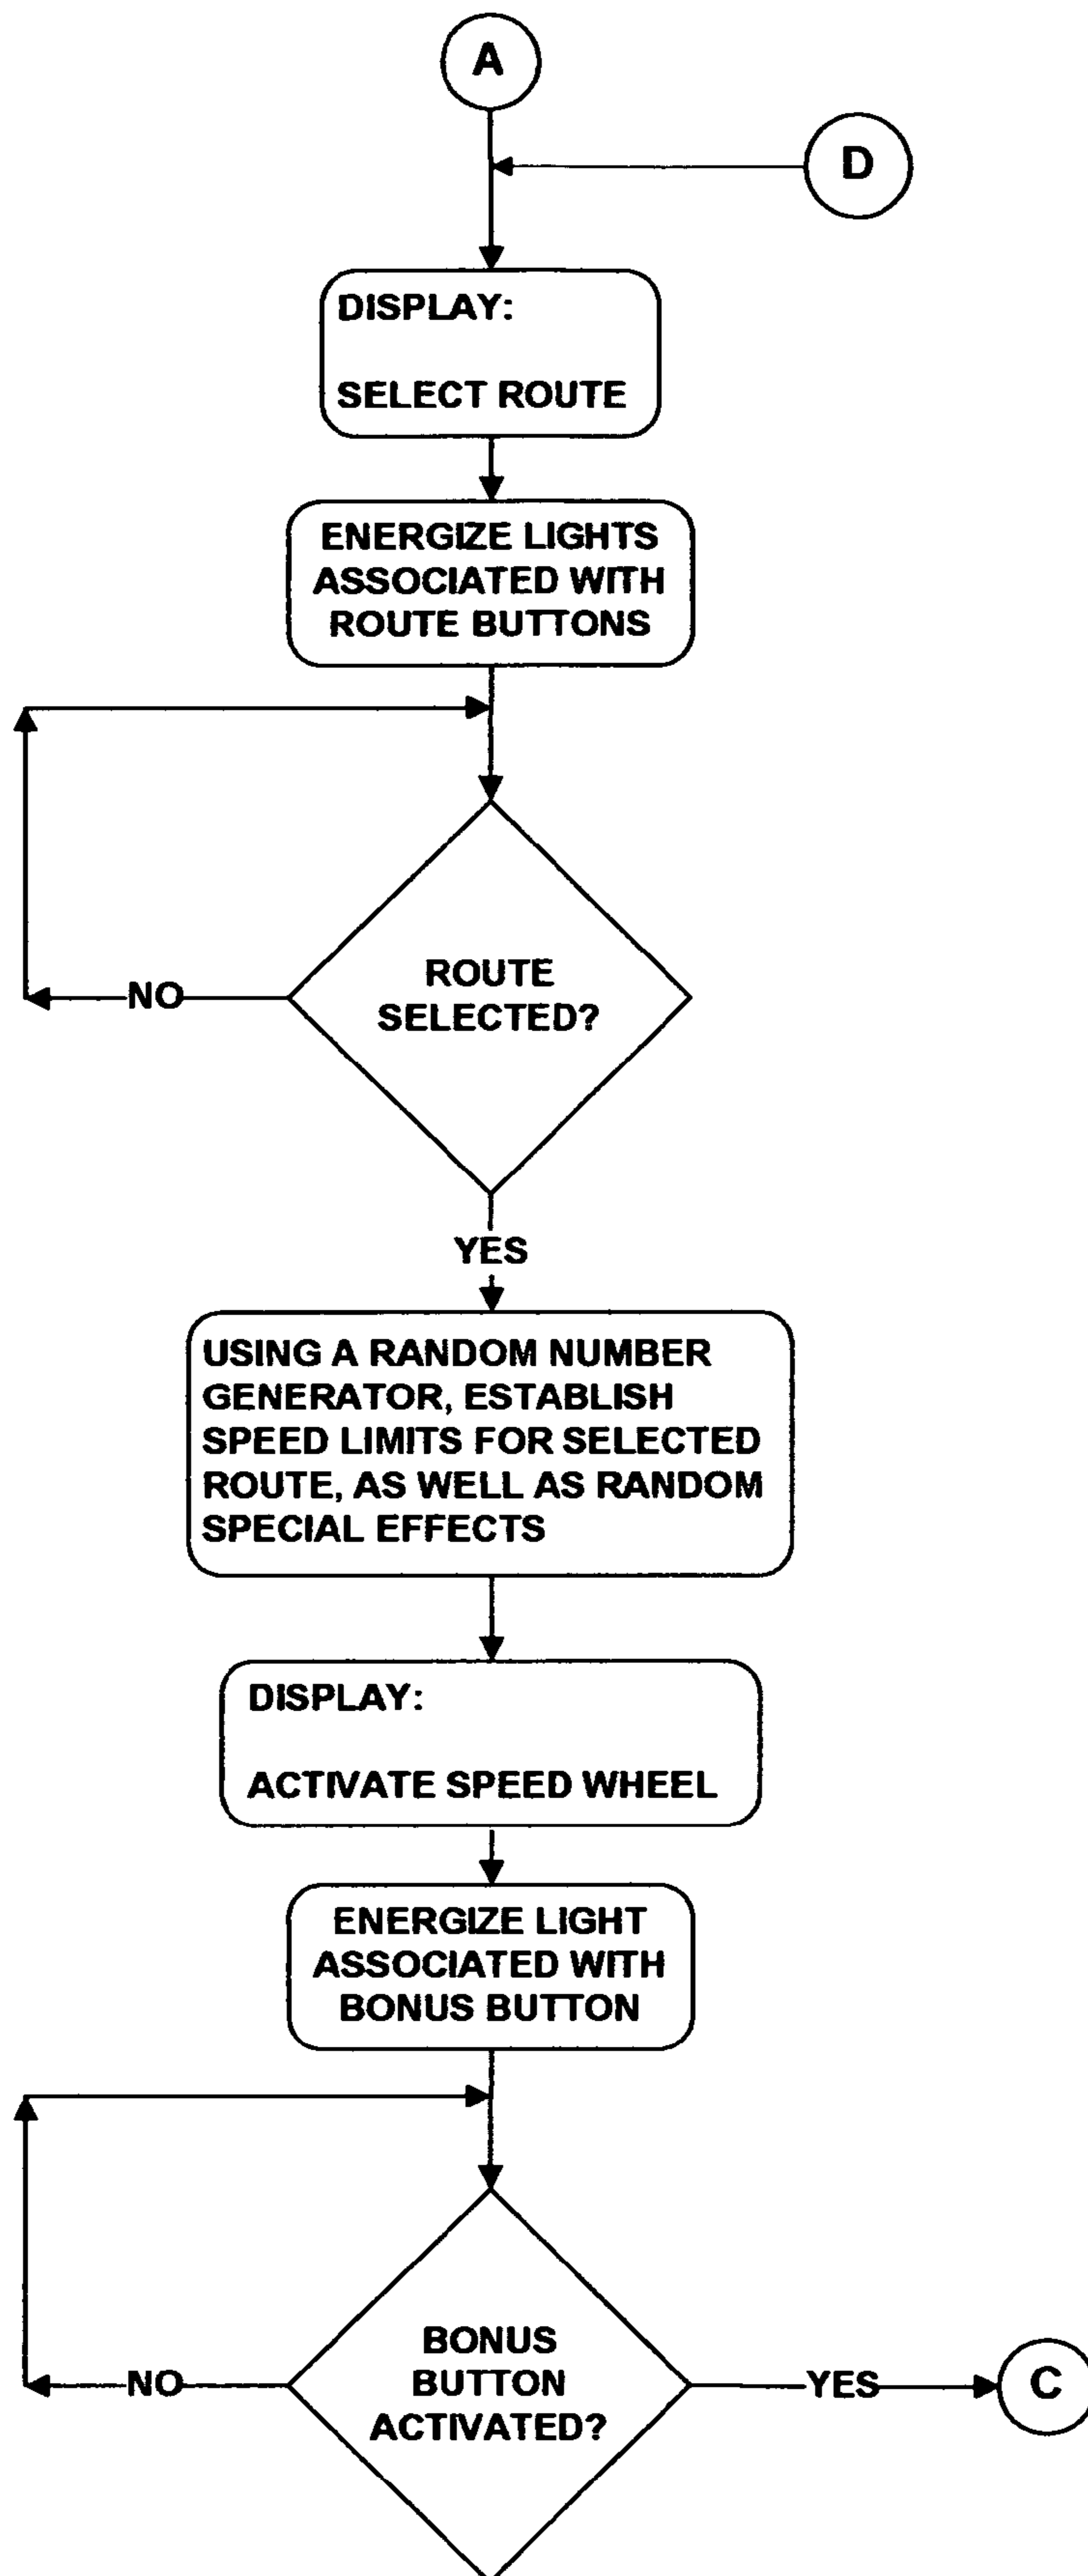 A
D
DISPLAY:
SELECT ROUTE
ENERGIZE LIGHTS
ASSOCIATED WITH
ROUTE BUTTONS
ROUTE
SELECTED?
NO
YES
USING A RANDOM NUMBER
GENERATOR, ESTABLISH
SPEED LIMITS FOR SELECTED
ROUTE, AS WELL AS RANDOM
SPECIAL EFFECTS
DISPLAY:
ACTIVATE SPEED WHEEL
ENERGIZE LIGHT
ASSOCIATED WITH
BONUS BUTTON
BONUS
BUTTON
ACTIVATED?
NO
YES
C